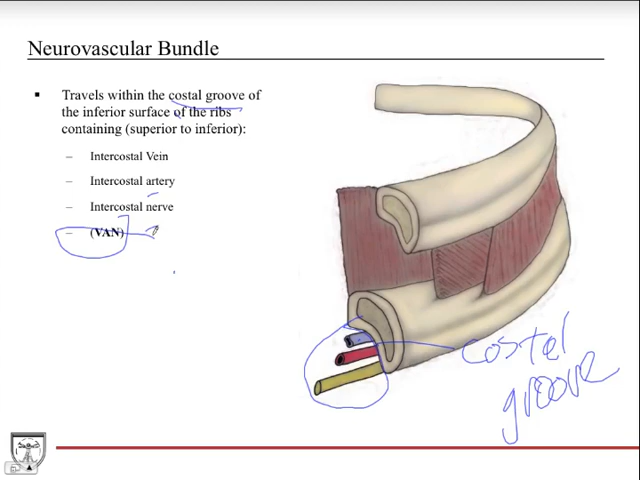 Neurovascular Bundle
Travels within the costal groove of
the inferior surface of the ribs
containing (superior to inferior):
– Intercostal Vein
– Intercostal artery
– Intercostal nerve
– (VAN)
costal
groove